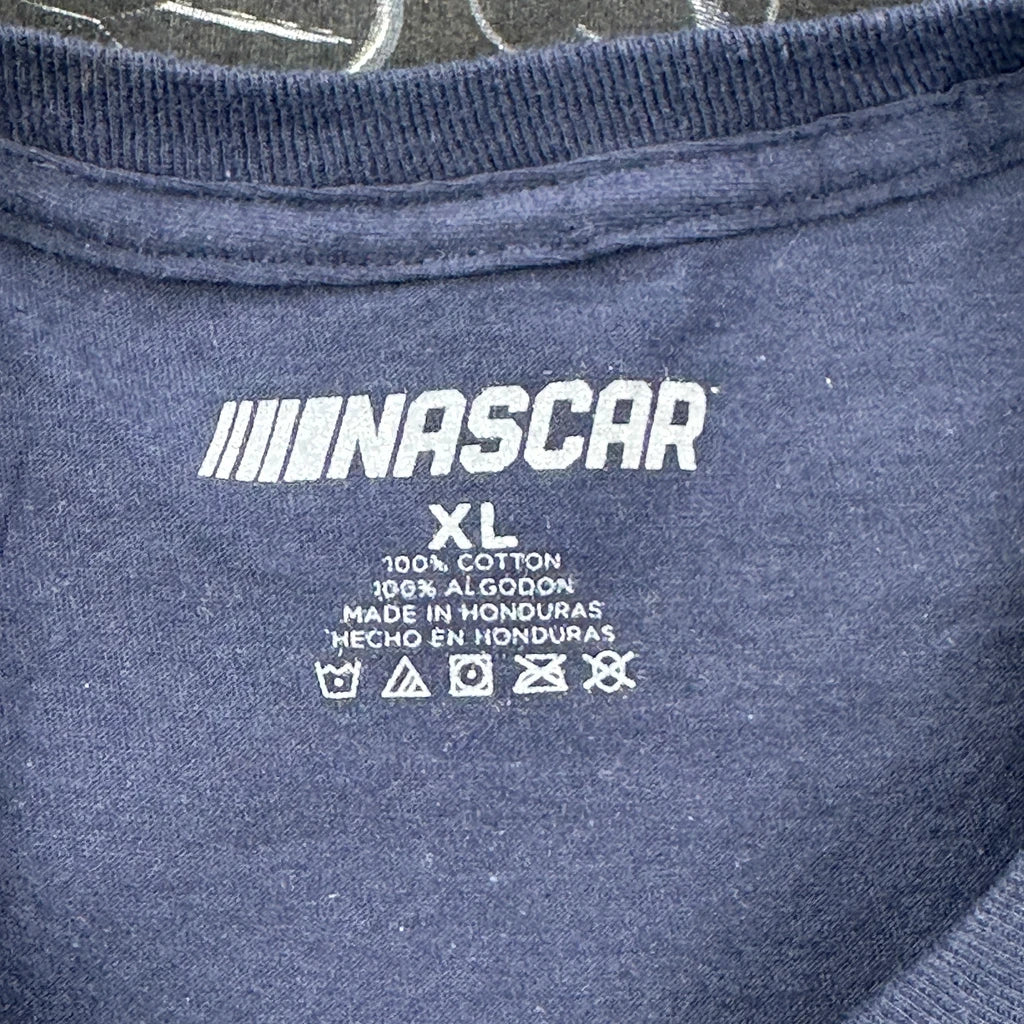 NASCAR
XL
100% COTTON
100% ALGODON
MADE IN HONDURAS
HECHO EN HONDURAS